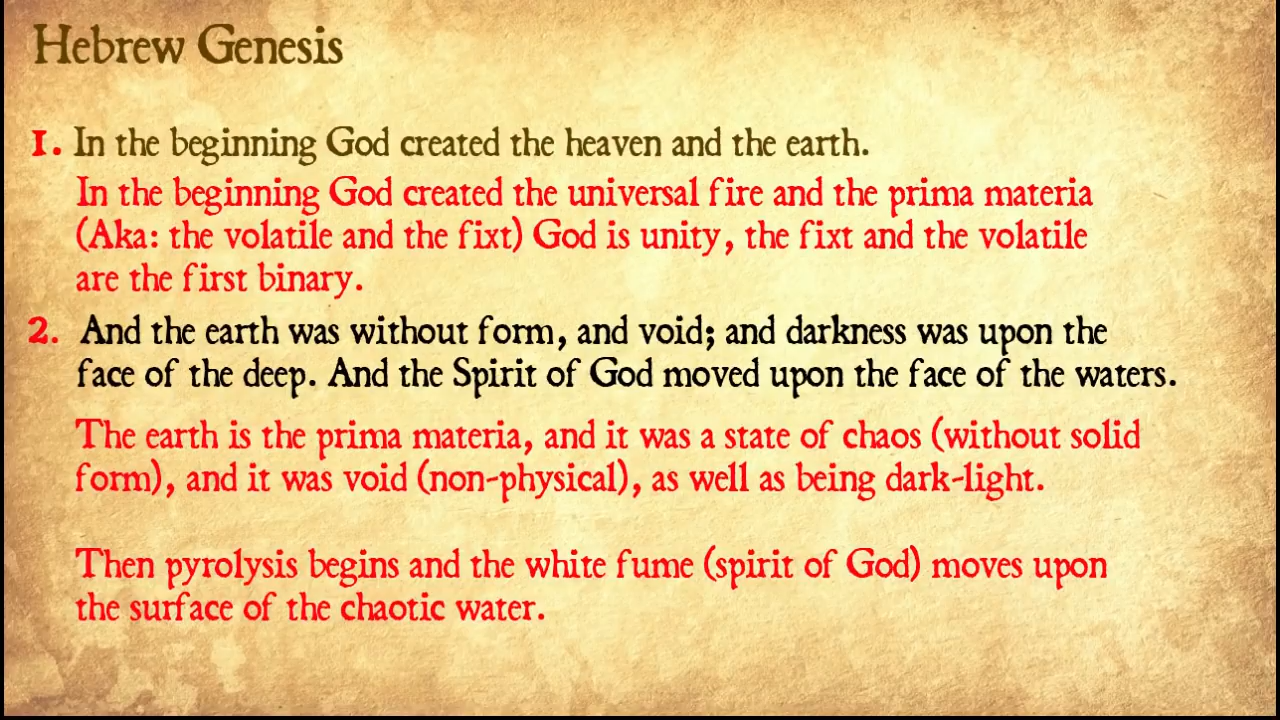 Hebrew Genesis
1. In the beginning God created the heaven and the earth.
In the beginning God created the universal fire and the prima materia
(Aka: the volatile and the fixt) God is unity, the fixt and the volatile
are the first binary.
2. And the earth was without form, and void; and darkness was upon the
face of the deep. And the Spirit of God moved upon the face of the waters.
The earth is the prima materia, and it was a state of chaos (without solid
form), and it was void (non-physical), as well as being dark-light.
Then pyrolysis begins and the white fume (spirit of God) moves upon
the surface of the chaotic water.